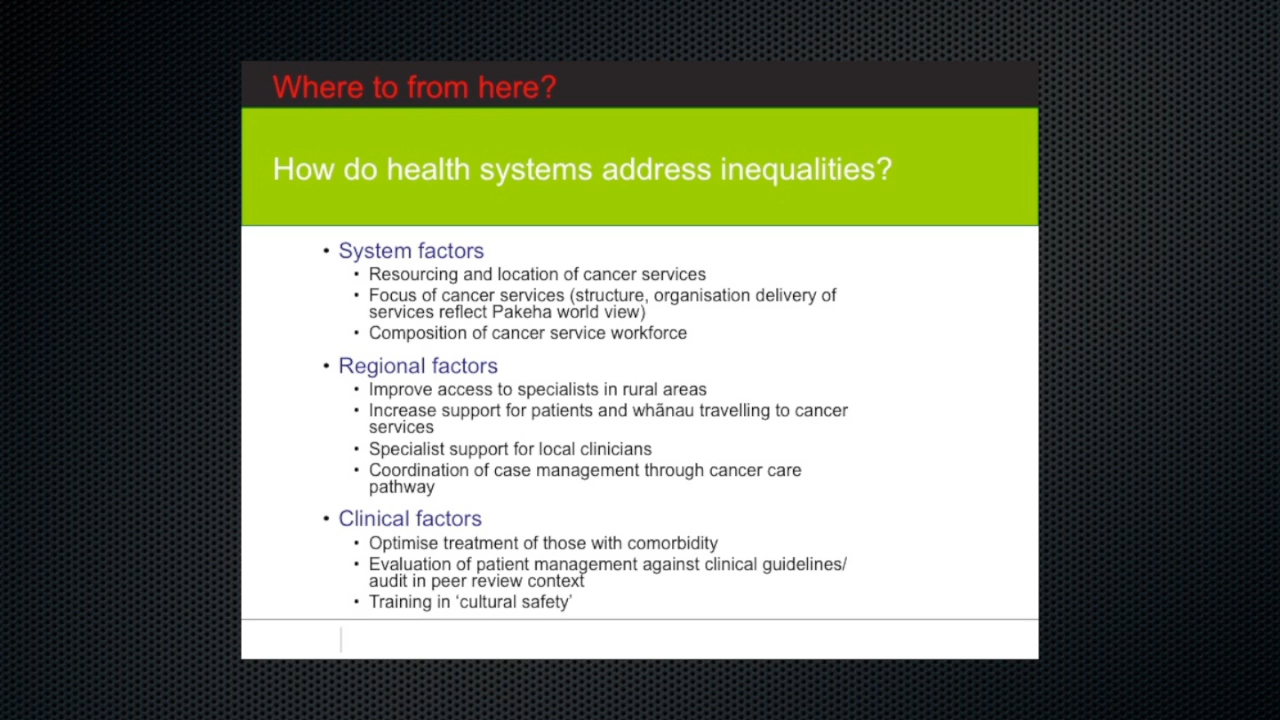 Where to from here?
How do health systems address inequalities?
• System factors
• Resourcing and location of cancer services
• Focus of cancer services (structure, organisation delivery of
services reflect Pakeha world view)
• Composition of cancer service workforce
• Regional factors
• Improve access to specialists in rural areas
• Increase support for patients and whānau travelling to cancer
services
• Specialist support for local clinicians
• Coordination of case management through cancer care
pathway
• Clinical factors
• Optimise treatment of those with comorbidity
• Evaluation of patient management against clinical guidelines/
audit in peer review context
• Training in ‘cultural safety’